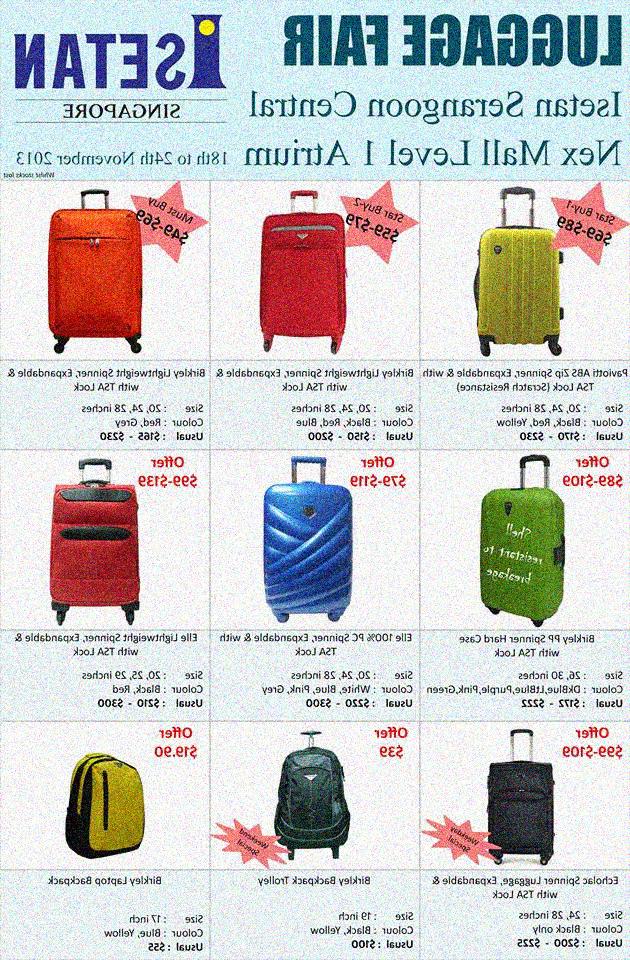 LUGGAGE FAIR
ISETAN
SINGAPORE
Isetan Serangoon Central
Nex Mall Level 1 Atrium
18th to 24th November 2013
Whilst stocks last
Star Buy-1
$69-$89
Paviotti ABS Zip Spinner, Expandable & with
TSA Lock (Scratch Resistance)
Size : 20, 24, 28 inches
Colour : Black, Red, Yellow
Usual : $170 - $230
Star Buy-2
$59-$79
Birkley Lightweight Spinner, Expandable &
with TSA Lock
Size : 20, 24, 28 inches
Colour : Black, Red, Blue
Usual : $150 - $200
Must Buy
$49-$69
Birkley Lightweight Spinner, Expandable &
with TSA Lock
Size : 20, 24, 28 inches
Colour : Red, Grey
Usual : $165 - $230
Offer
$89-$109
Shell
resistant to
breakage
Birkley PP Spinner Hard Case
with TSA Lock
Size : 26, 30 inches
Colour : Dbkblue,LtBlue,Purple,Pink,Green
Usual : $172 - $222
Offer
$79-$119
Elle 100% PC Spinner, Expandable & with
TSA Lock
Size : 20, 24, 28 inches
Colour : White, Blue, Pink, Grey
Usual : $220 - $300
Offer
$99-$139
Elle Lightweight Spinner, Expandable &
with TSA Lock
Size : 20, 25, 29 inches
Colour : Black, Red
Usual : $210 - $300
Offer
$99-$109
Weekday
Special
Echolac Spinner Luggage, Expandable &
with TSA Lock
Size : 24, 28 inches
Colour : Black only
Usual : $200 - $225
Offer
$39
Weekend
Special
Birkley Backpack Trolley
Size : 19 inch
Colour : Black, Yellow
Usual : $100
Offer
$19.90
Birkley Laptop Backpack
Size : 17 inch
Colour : Blue, Yellow
Usual : $55